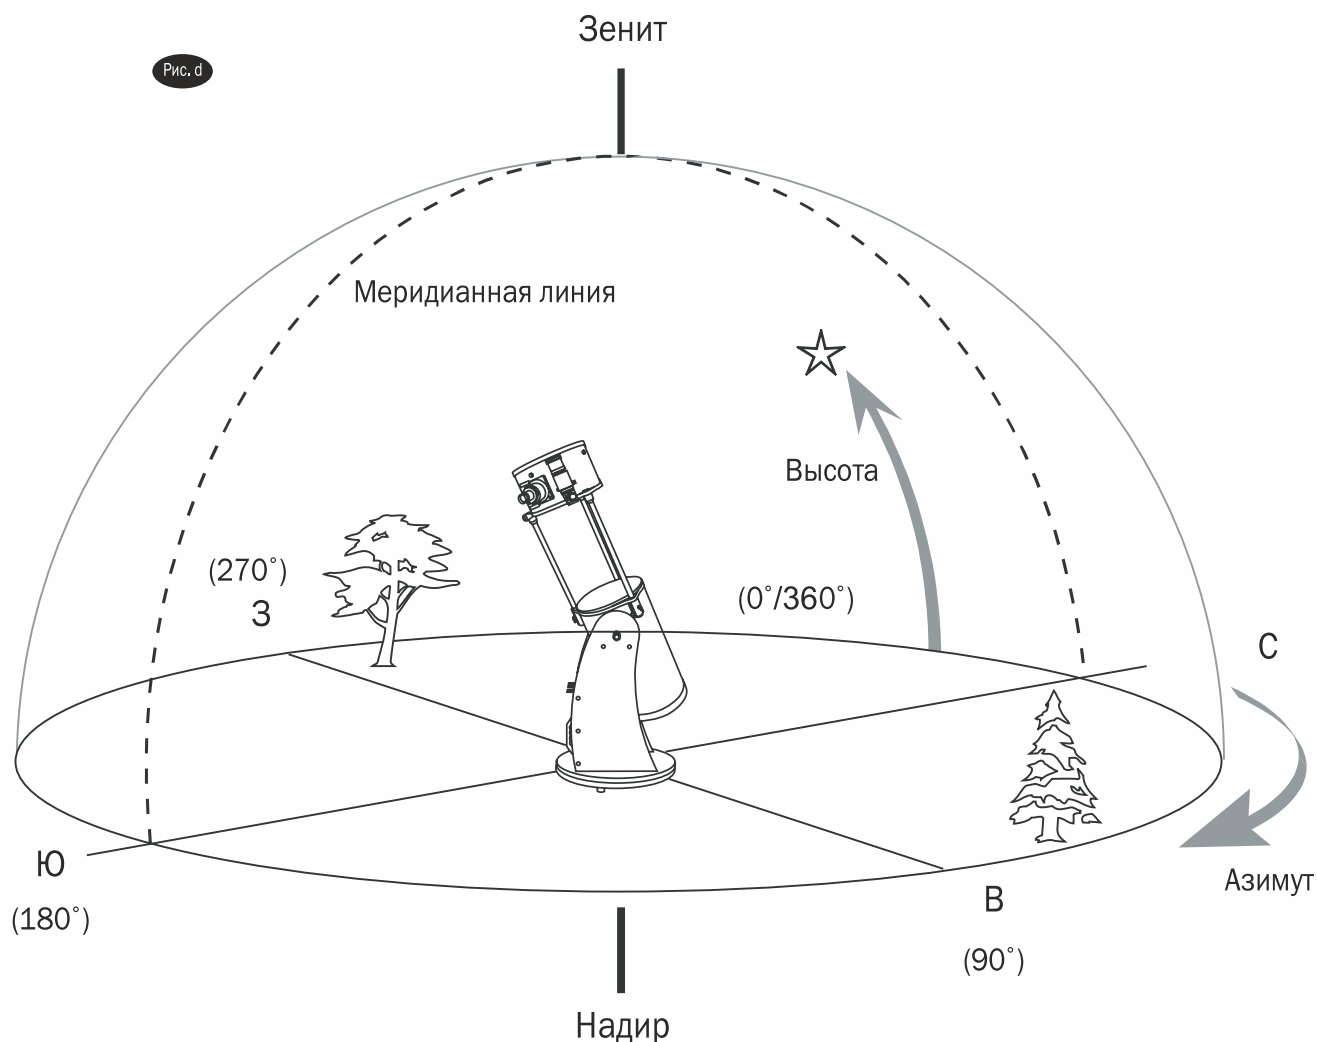 Зенит
Рис. d
Меридианная линия
Высота
(270°)
З
(0°/360°)
С
Ю
(180°)
Азимут
В
(90°)
Надир